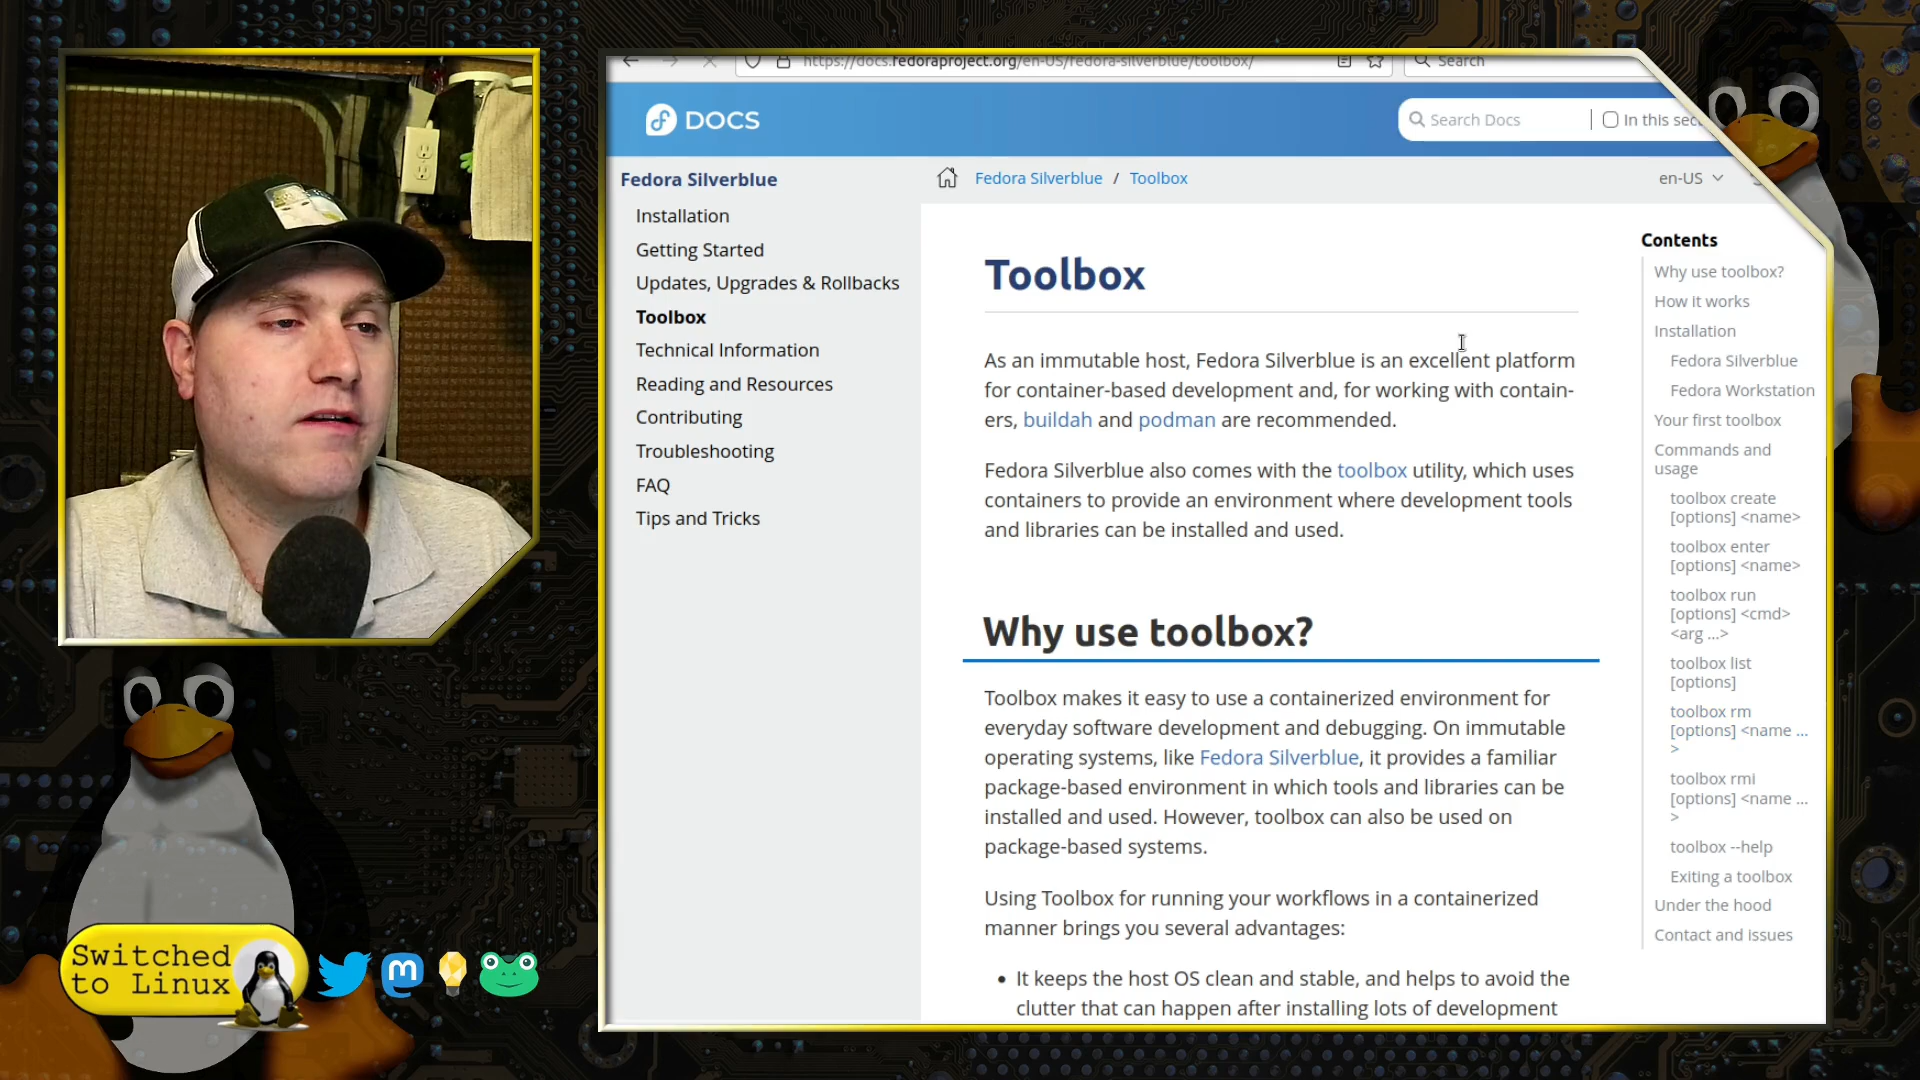 https://docs.fedoraproject.org/en-US/fedora-silverblue/toolbox/
Search
DOCS
Search Docs
In this sec
Fedora Silverblue
Installation
Getting Started
Updates, Upgrades & Rollbacks
Toolbox
Technical Information
Reading and Resources
Contributing
Troubleshooting
FAQ
Tips and Tricks
Fedora Silverblue / Toolbox
en-US
Toolbox
As an immutable host, Fedora Silverblue is an excellent platform
for container-based development and, for working with contain-
ers, buildah and podman are recommended.
Fedora Silverblue also comes with the toolbox utility, which uses
containers to provide an environment where development tools
and libraries can be installed and used.
Why use toolbox?
Toolbox makes it easy to use a containerized environment for
everyday software development and debugging. On immutable
operating systems, like Fedora Silverblue, it provides a familiar
package-based environment in which tools and libraries can be
installed and used. However, toolbox can also be used on
package-based systems.
Using Toolbox for running your workflows in a containerized
manner brings you several advantages:
• It keeps the host OS clean and stable, and helps to avoid the
clutter that can happen after installing lots of development
Contents
Why use toolbox?
How it works
Installation
Fedora Silverblue
Fedora Workstation
Your first toolbox
Commands and
usage
toolbox create
[options] <name>
toolbox enter
[options] <name>
toolbox run
[options] <cmd>
<arg ...>
toolbox list
[options]
toolbox rm
[options] <name ...
>
toolbox rmi
[options] <name ...
>
toolbox --help
Exiting a toolbox
Under the hood
Contact and issues
Switched
to Linux